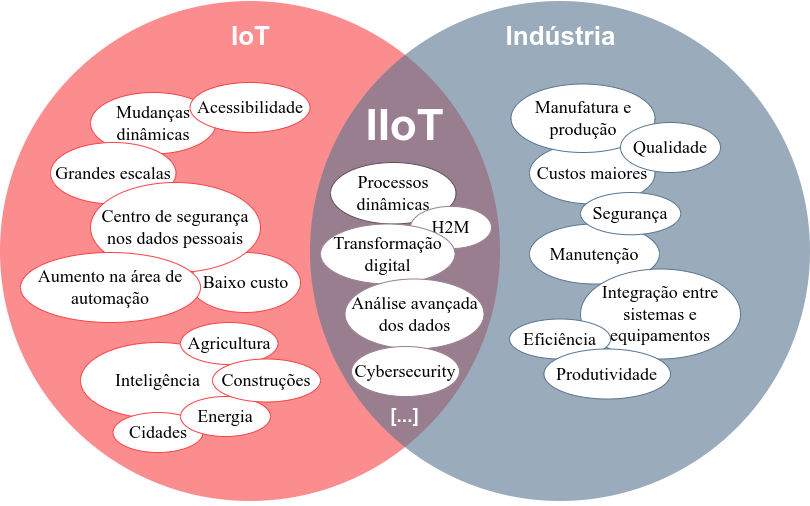 IoT
Mudanças
dinâmicas
Acessibilidade
Grandes escalas
Centro de segurança
nos dados pessoais
Aumento na área de
automação
Baixo custo
Agricultura
Inteligência
Construções
Energia
Cidades
IIoT
Processos
dinâmicas
H2M
Transformação
digital
Análise avançada
dos dados
Cybersecurity
[...]
Indústria
Manufatura e
produção
Qualidade
Custos maiores
Segurança
Manutenção
Integração entre
sistemas e
equipamentos
Eficiência
Produtividade